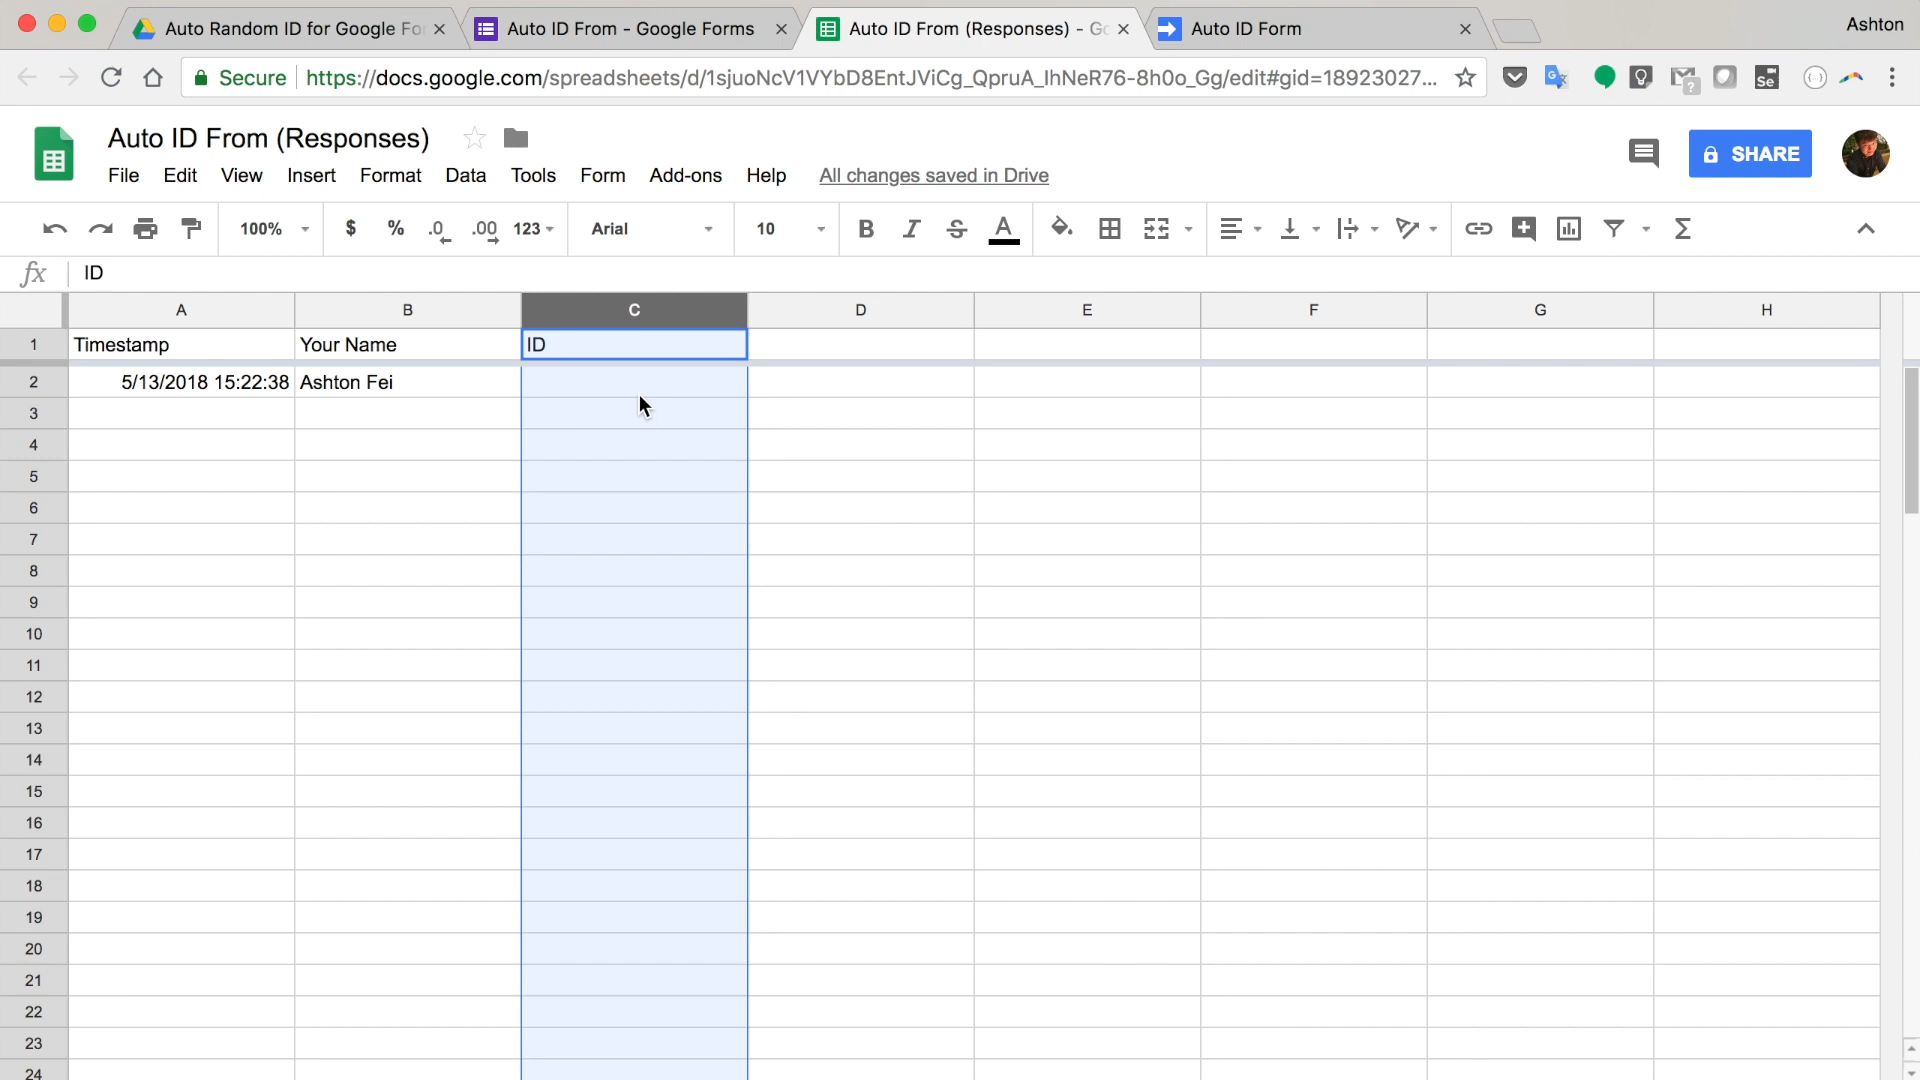 Auto Random ID for Google For
Auto ID From - Google Forms
Auto ID From (Responses) - Go
Auto ID Form
Ashton
Secure
https://docs.google.com/spreadsheets/d/1sjuoNcV1VYbD8EntJViCg_QpruA_IhNeR76-8h0o_Gg/edit#gid=18923027...
Auto ID From (Responses)
SHARE
File Edit View Insert Format Data Tools Form Add-ons Help All changes saved in Drive
100% $ % .0 .00 123 Arial 10 B I S A Σ
fx ID
A B C D E F G H
1 Timestamp Your Name ID
2 5/13/2018 15:22:38 Ashton Fei
3
4
5
6
7
8
9
10
11
12
13
14
15
16
17
18
19
20
21
22
23
24